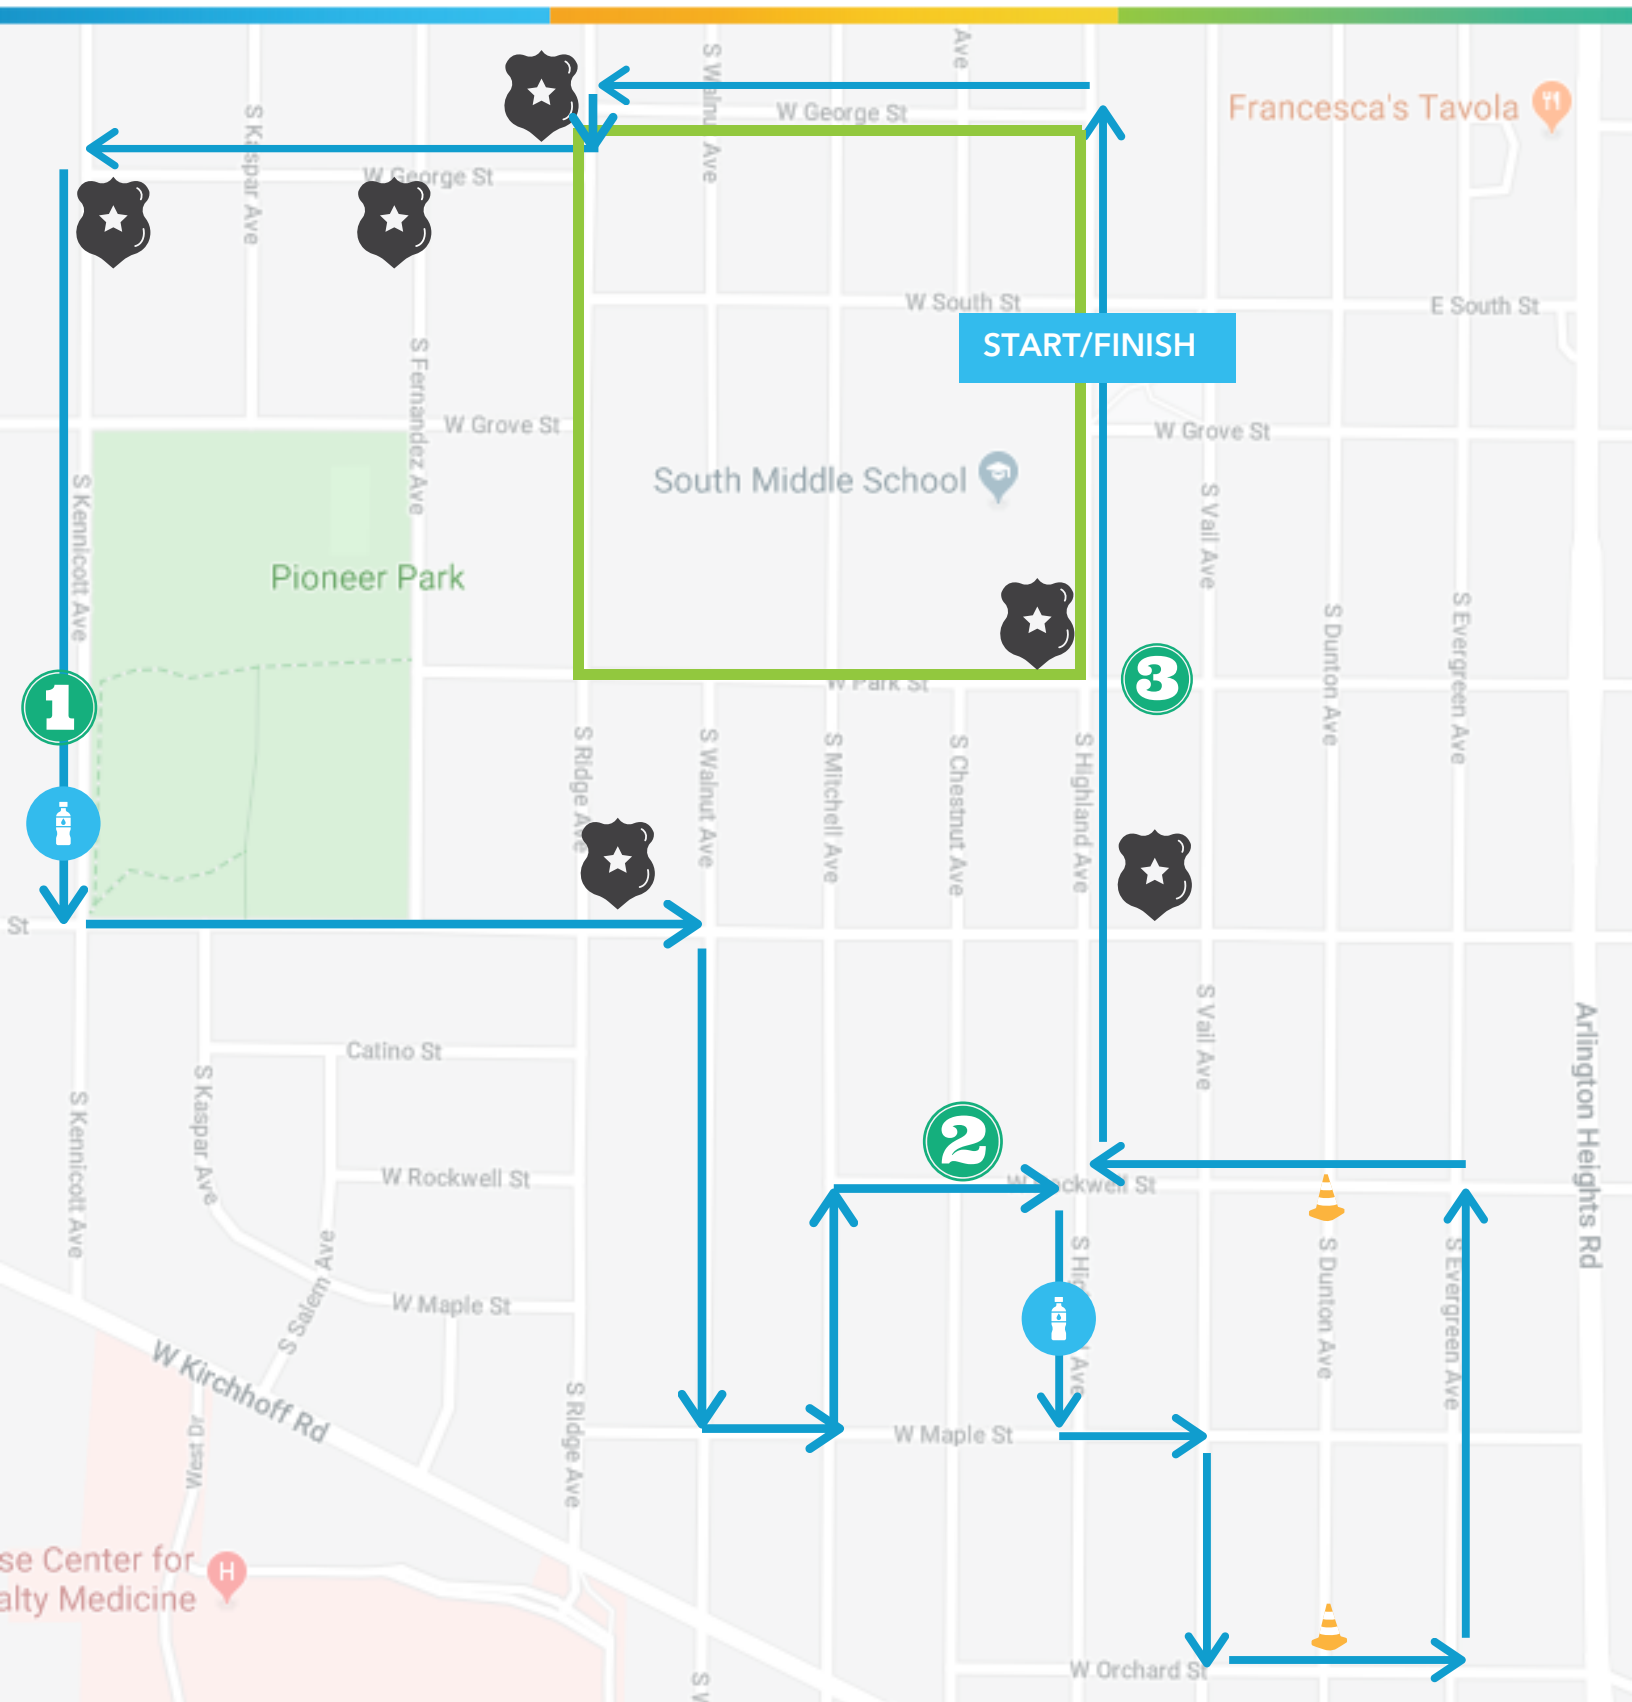 Ave
S Walnut Ave
W George St
Francesca's Tavola
S Kaspar Ave
W George St
W South St
E South St
START/FINISH
S Fernandez Ave
W Grove St
W Grove St
South Middle School
S Kennicott Ave
S Vail Ave
Pioneer Park
S Dunton Ave
S Evergreen Ave
1
3
W Park St
S Ridge Ave
S Walnut Ave
S Mitchell Ave
S Chestnut Ave
S Highland Ave
St
S Vail Ave
Arlington Heights Rd
Catino St
S Kennicott Ave
S Kaspar Ave
2
W Rockwell St
W Rockwell St
S Salem Ave
W Maple St
S Dunton Ave
S Evergreen Ave
W Kirchhoff Rd
S Ridge Ave
West Dr
W Maple St
se Center for
alty Medicine
H
W Orchard St